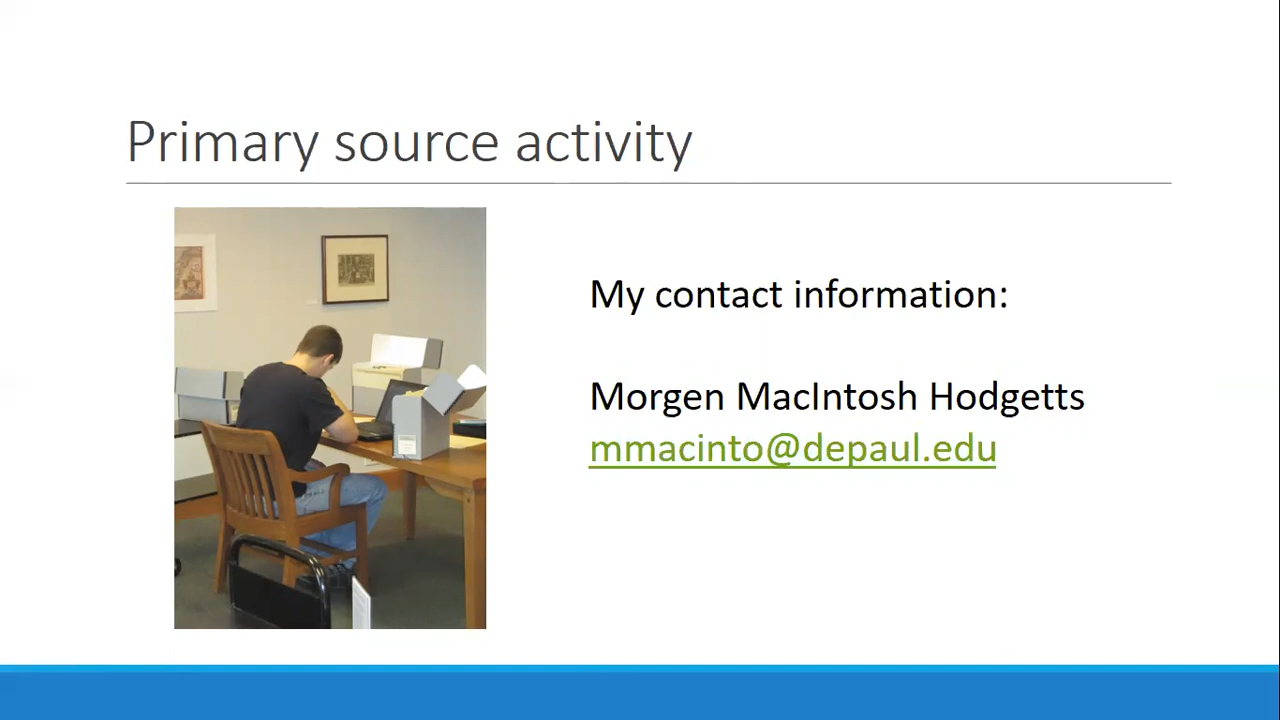 Primary source activity
My contact information:
Morgen MacIntosh Hodgetts
mmacinto@depaul.edu